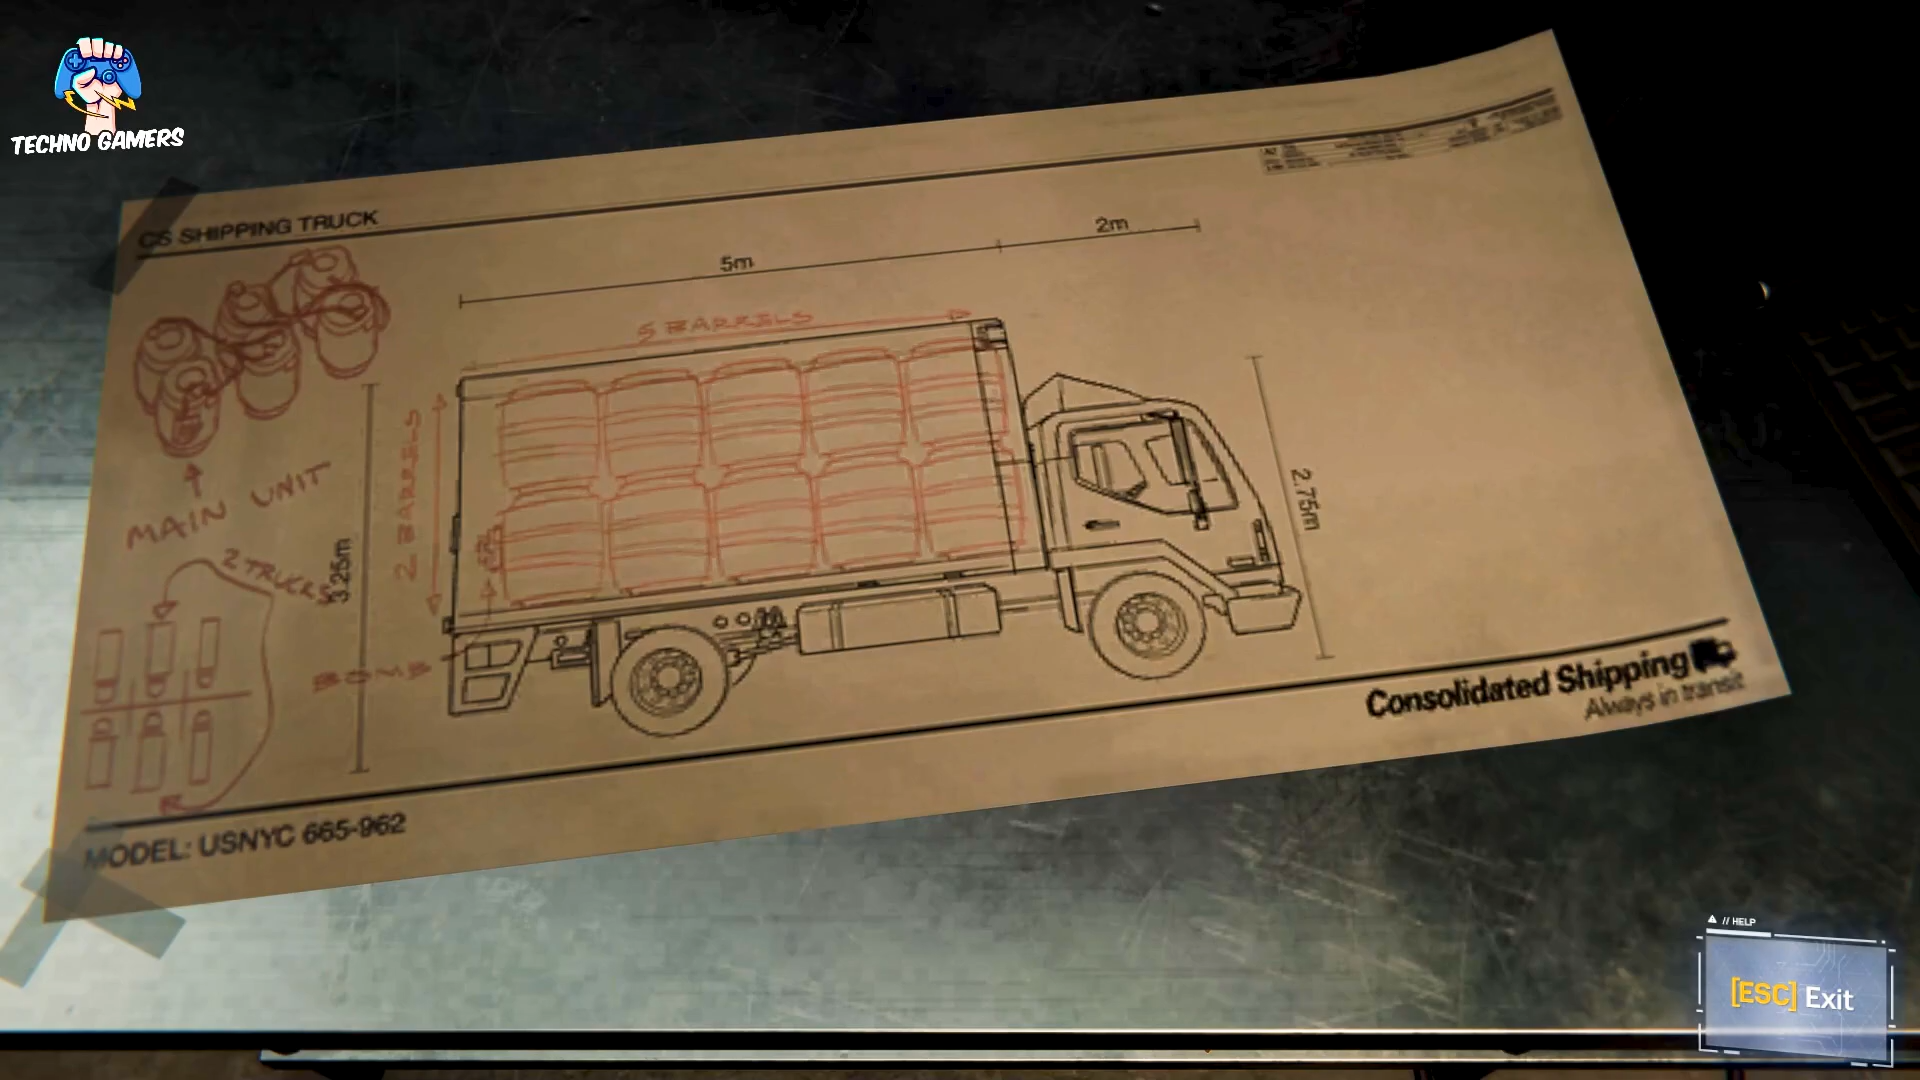 TECHNO GAMERS
CS SHIPPING TRUCK
2m
5m
5 BARRELS
2 BARRELS
MAIN UNIT
2 TRUCKS
3.25m
2.75m
BOMB
Consolidated Shipping
Always in transit
MODEL: USNYC 665-962
// HELP
[ESC] Exit